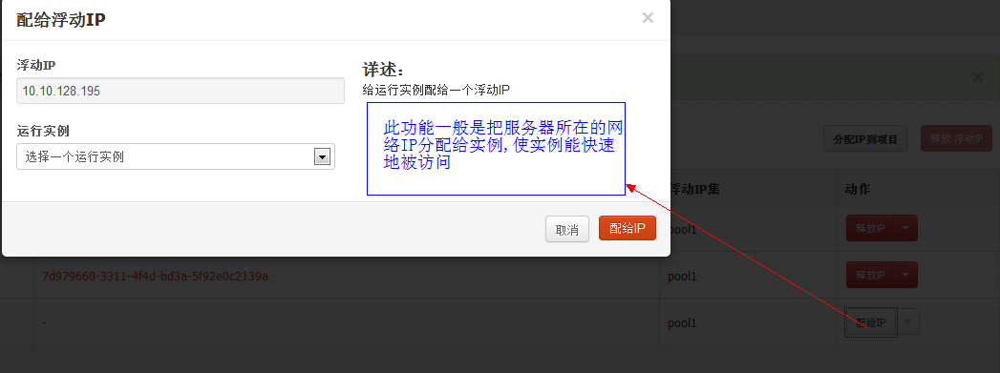 配给浮动IP
×
浮动IP
10.10.128.195
运行实例
选择一个运行实例
详述：
给运行实例配给一个浮动IP
此功能一般是把服务器所在的网
络IP分配给实例,使实例能快速
地被访问
取消
配给IP
×
分配IP到项目
释放 浮动IP
浮动IP集
动作
pool1
释放IP
7d979660-3311-4f4d-bd3a-5f92e0c2139a
pool1
释放IP
-
pool1
配给IP